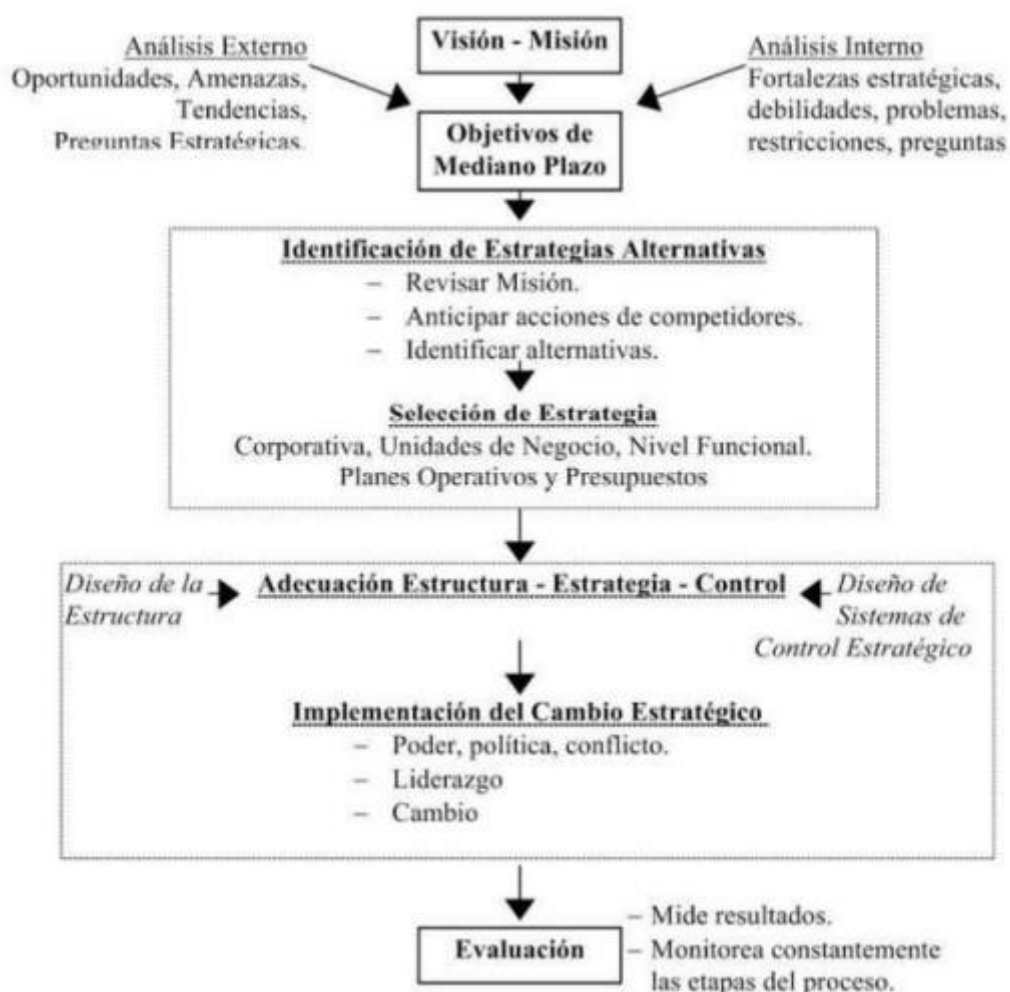 Visión - Misión
Análisis Externo
Oportunidades, Amenazas,
Tendencias,
Preguntas Estratégicas.
Análisis Interno
Fortalezas estratégicas,
debilidades, problemas,
restricciones, preguntas
Objetivos de
Mediano Plazo
Identificación de Estrategias Alternativas
– Revisar Misión.
– Anticipar acciones de competidores.
– Identificar alternativas.
Selección de Estrategia
Corporativa, Unidades de Negocio, Nivel Funcional.
Planes Operativos y Presupuestos
Diseño de la
Estructura
Adecuación Estructura - Estrategia - Control
Diseño de
Sistemas de
Control Estratégico
Implementación del Cambio Estratégico
– Poder, política, conflicto.
– Liderazgo
– Cambio
Evaluación
– Mide resultados.
– Monitorea constantemente
las etapas del proceso.